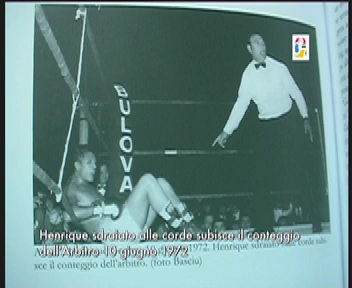 BULOVA
Henrique sdraiato alle corde subisce il conteggio
dell'Arbitro 10 giugno 1972
1972. Henrique sdraiato alle corde subi-
sce il conteggio dell'arbitro. (foto Basciu)